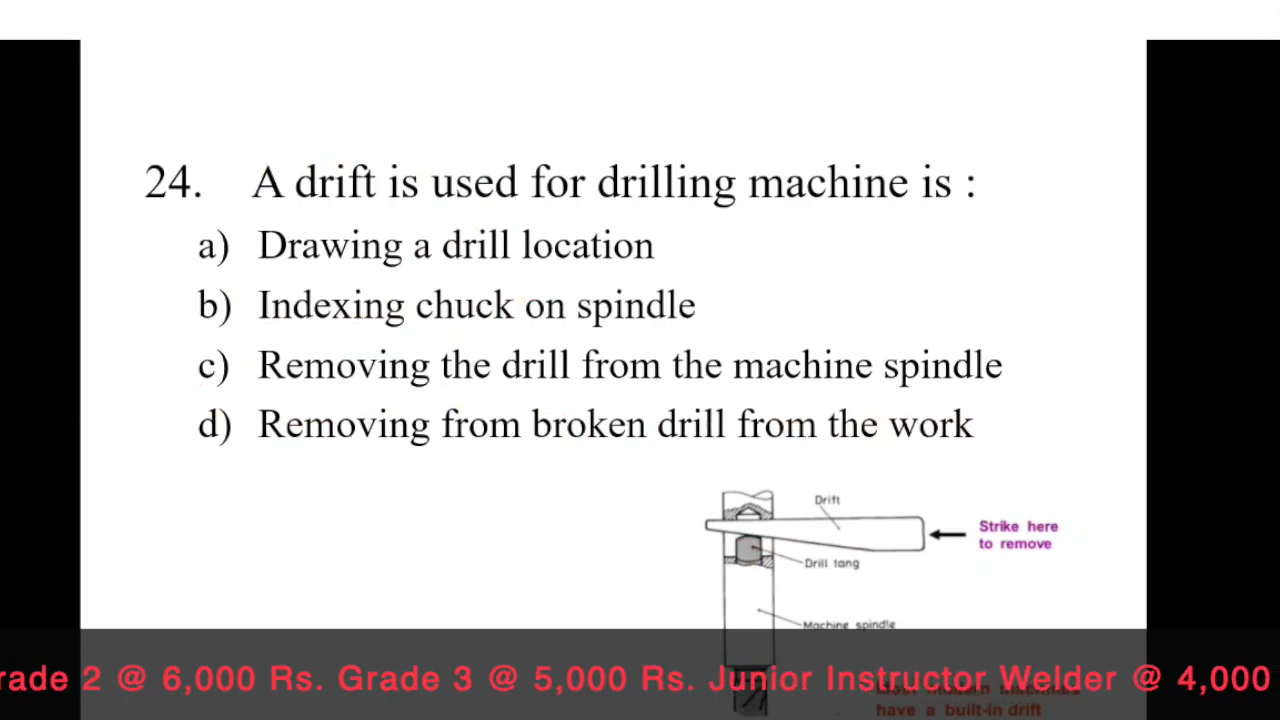 24. A drift is used for drilling machine is :
a) Drawing a drill location
b) Indexing chuck on spindle
c) Removing the drill from the machine spindle
d) Removing from broken drill from the work
Drift
Strike here
to remove
Drill tang
Machine spindle
rade 2 @ 6,000 Rs. Grade 3 @ 5,000 Rs. Junior Instructor Welder @ 4,000
have a built-in drift